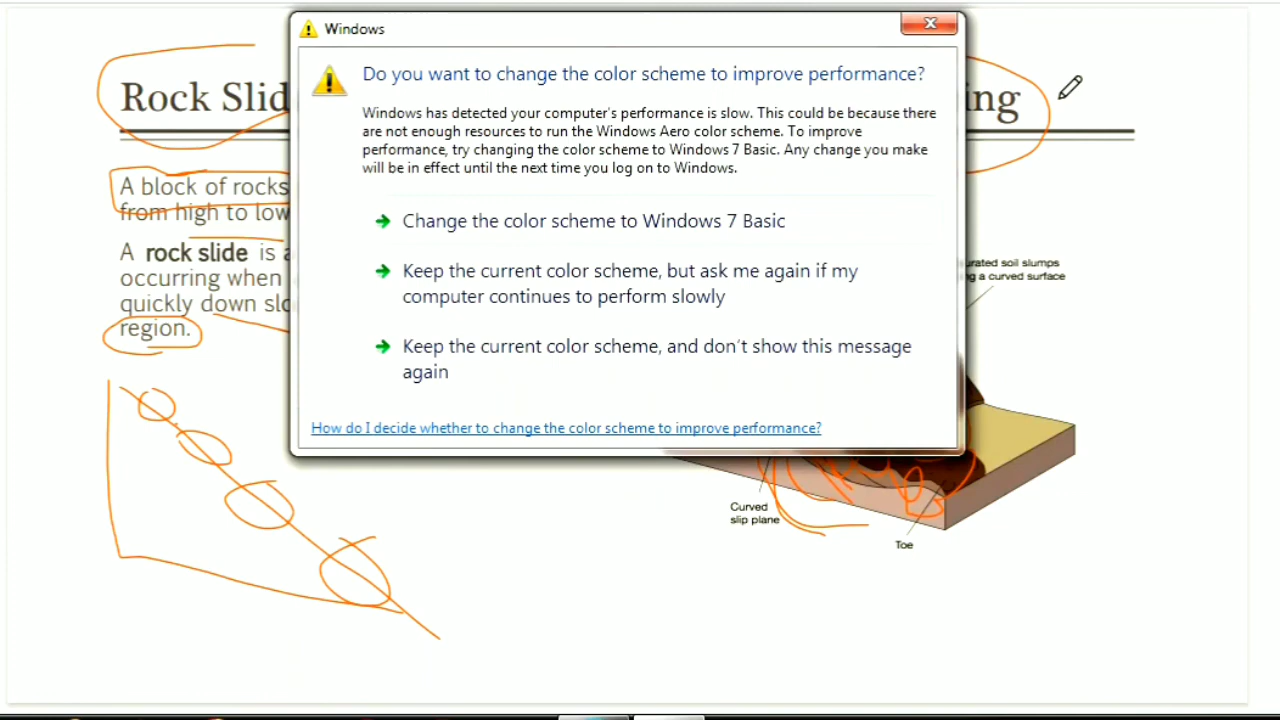 Windows
Do you want to change the color scheme to improve performance?
Windows has detected your computer's performance is slow. This could be because there
are not enough resources to run the Windows Aero color scheme. To improve
performance, try changing the color scheme to Windows 7 Basic. Any change you make
will be in effect until the next time you log on to Windows.
Change the color scheme to Windows 7 Basic
Keep the current color scheme, but ask me again if my
computer continues to perform slowly
Keep the current color scheme, and don't show this message
again
How do I decide whether to change the color scheme to improve performance?
Rock Slid
ing
A block of rocks
from high to low
A rock slide is a
occurring when
quickly down slo
region.
urated soil slumps
ng a curved surface
Curved
slip plane
Toe